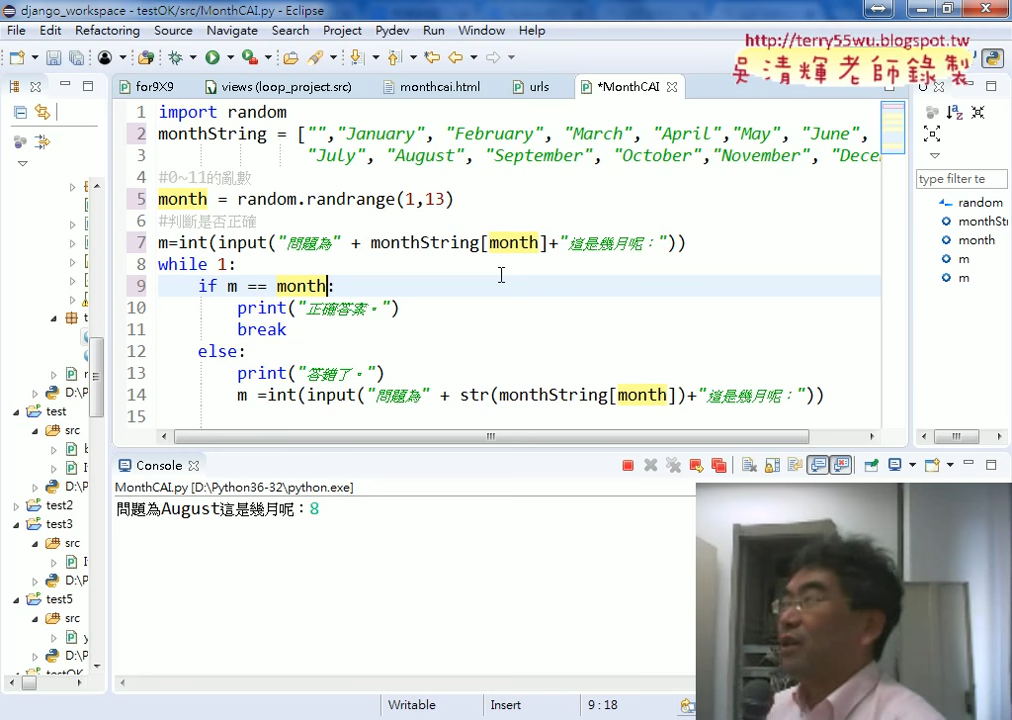 django_workspace - testOK/src/MonthCAI.py - Eclipse
File Edit Refactoring Source Navigate Search Project Pydev Run Window Help
http://terry55wu.blogspot.tw
吳清輝老師錄製
for9X9 views (loop_project.src) monthcai.html urls *MonthCAI
1 import random
2 monthString = ["","January", "February", "March", "April","May", "June",
3 "July", "August", "September", "October","November", "Dece
4 #0~11的亂數
5 month = random.randrange(1,13)
6 #判斷是否正確
7 m=int(input("問題為" + monthString[month]+"這是幾月呢："))
8 while 1:
9 if m == month:
10 print("正確答案。")
11 break
12 else:
13 print("答錯了。")
14 m =int(input("問題為" + str(monthString[month])+"這是幾月呢："))
15
type filter te
random
monthStr
month
m
m
D:\P
test
src
D:\P
test2
test3
src
D:\P
test5
src
D:\P
testOK
Console
MonthCAI.py [D:\Python36-32\python.exe]
問題為August這是幾月呢：8
Writable Insert 9:18